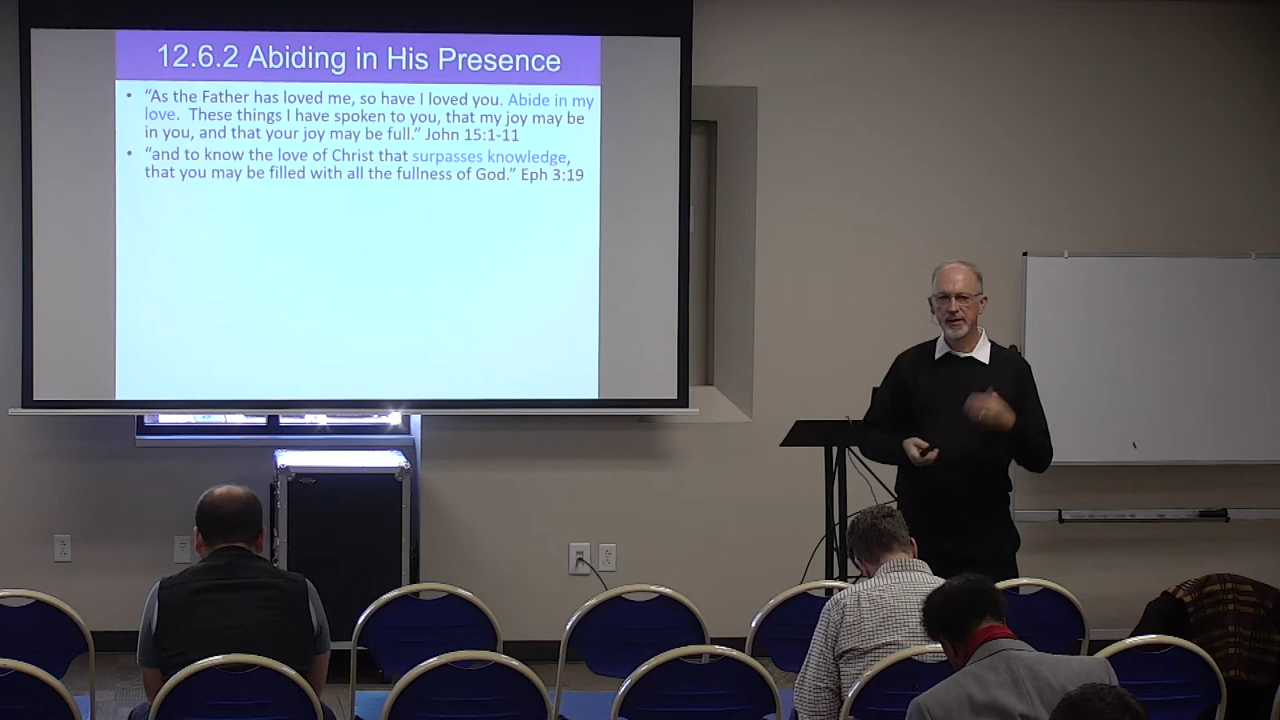 12.6.2 Abiding in His Presence
• “As the Father has loved me, so have I loved you. Abide in my
love.  These things I have spoken to you, that my joy may be
in you, and that your joy may be full.” John 15:1-11
• “and to know the love of Christ that surpasses knowledge,
that you may be filled with all the fullness of God.” Eph 3:19